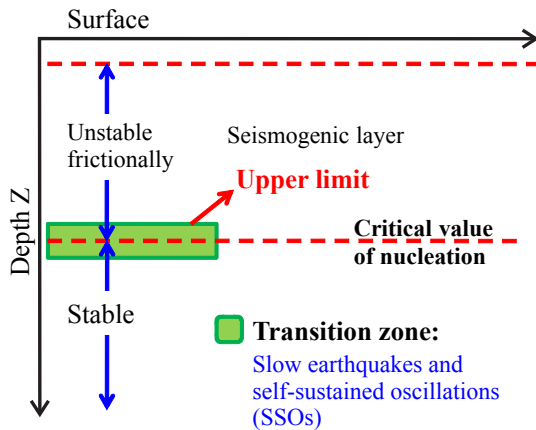 Surface
Depth Z
Unstable
frictionally
Seismogenic layer
Upper limit
Critical value
of nucleation
Stable
Transition zone:
Slow earthquakes and
self-sustained oscillations
(SSOs)